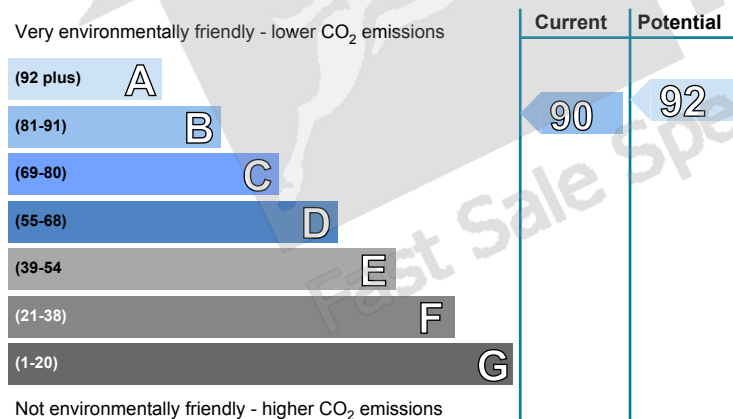 Current Potential
Very environmentally friendly - lower CO₂ emissions
(92 plus) A
(81-91) B
90 92
(69-80) C
(55-68) D
(39-54 E
(21-38) F
(1-20) G
Not environmentally friendly - higher CO₂ emissions
Fast Sale Spe